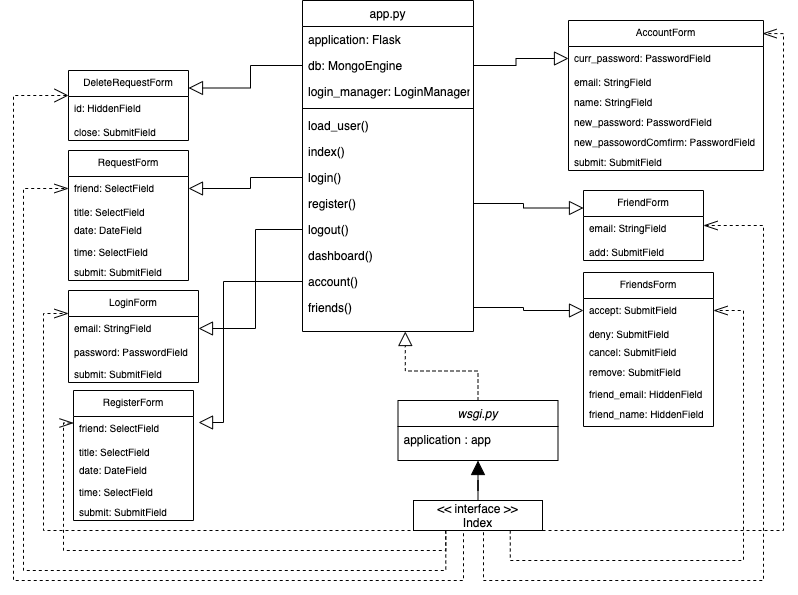 app.py
application: Flask
db: MongoEngine
login_manager: LoginManager
load_user()
index()
login()
register()
logout()
dashboard()
account()
friends()
DeleteRequestForm
id: HiddenField
close: SubmitField
RequestForm
friend: SelectField
title: SelectField
date: DateField
time: SelectField
submit: SubmitField
LoginForm
email: StringField
password: PasswordField
submit: SubmitField
RegisterForm
friend: SelectField
title: SelectField
date: DateField
time: SelectField
submit: SubmitField
AccountForm
curr_password: PasswordField
email: StringField
name: StringField
new_password: PasswordField
new_passowordComfirm: PasswordField
submit: SubmitField
FriendForm
email: StringField
add: SubmitField
FriendsForm
accept: SubmitField
deny: SubmitField
cancel: SubmitField
remove: SubmitField
friend_email: HiddenField
friend_name: HiddenField
wsgi.py
application : app
<< interface >>
Index